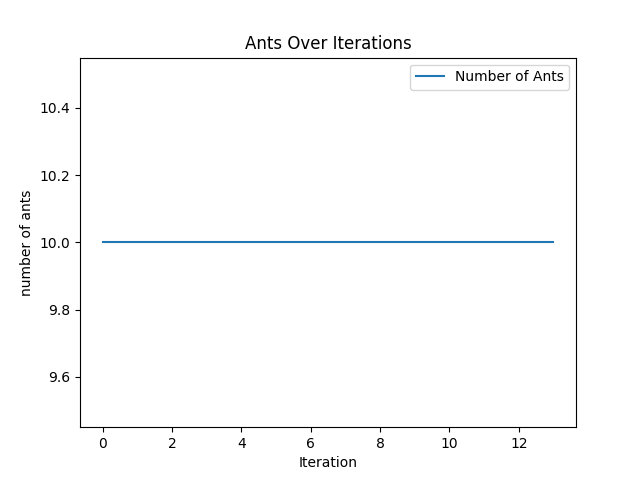 Ants Over Iterations
Number of Ants
number of ants
10.4
10.2
10.0
9.8
9.6
0 2 4 6 8 10 12
Iteration